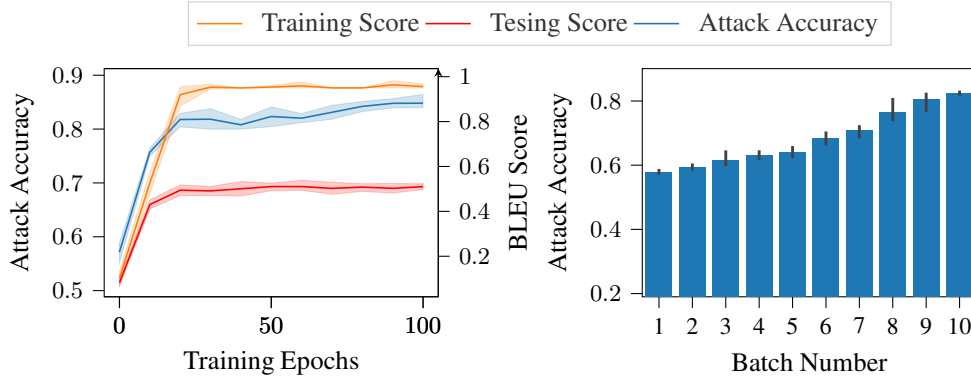 Training Score Tesing Score Attack Accuracy
Attack Accuracy
0.9
0.8
0.7
0.6
0.5
0 50 100
Training Epochs
1
0.8
0.6
0.4
0.2
BLEU Score
Attack Accuracy
0.8
0.6
0.4
0.2
1 2 3 4 5 6 7 8 9 10
Batch Number